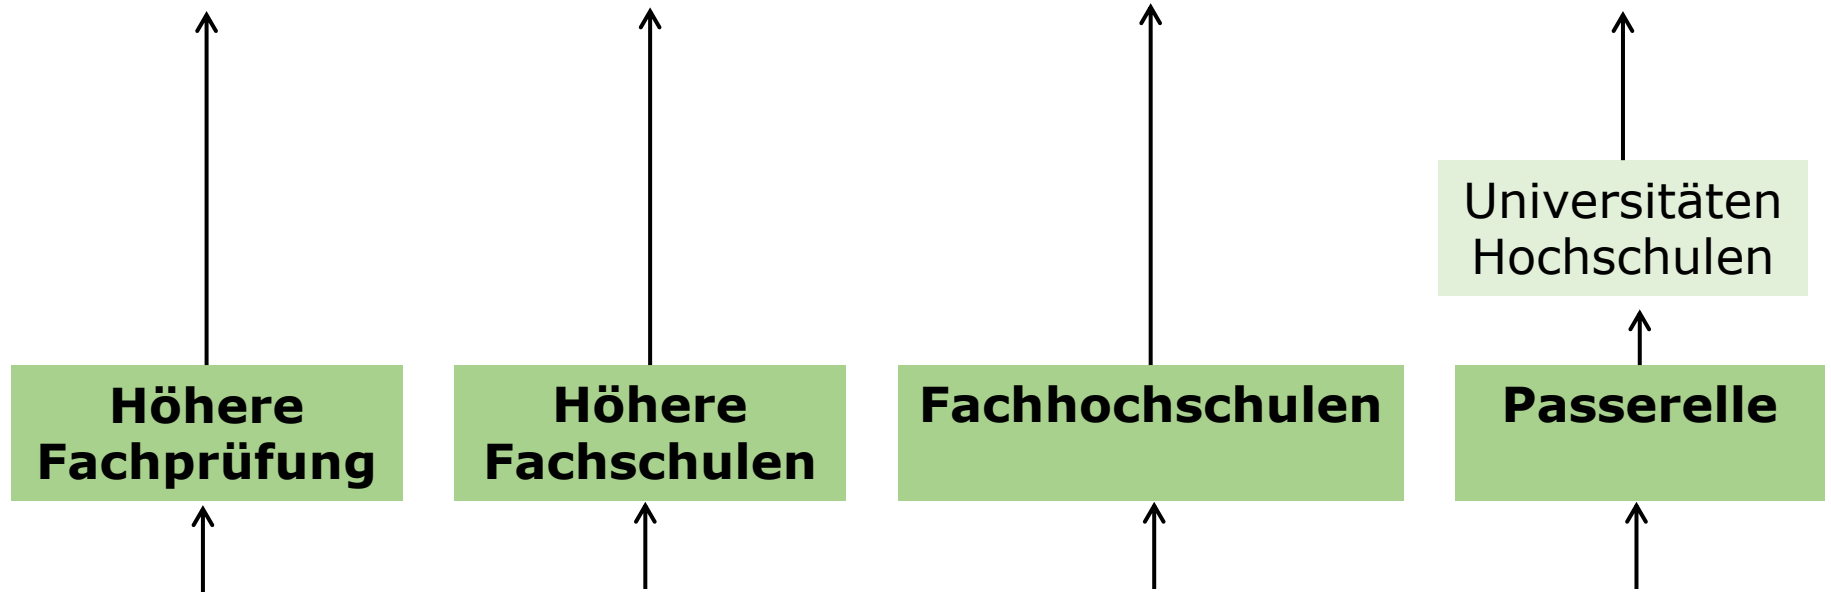 Universitäten
Hochschulen
Höhere
Fachprüfung
Höhere
Fachschulen
Fachhochschulen
Passerelle